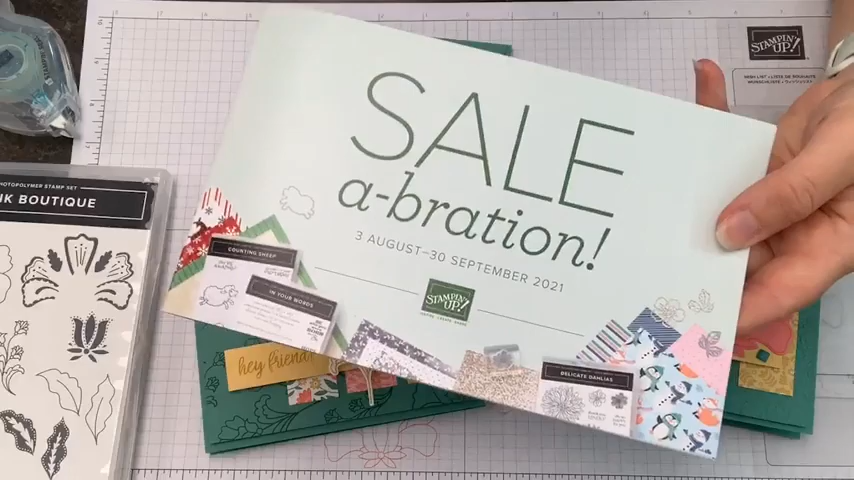 STAMPIN' UP!
PHOTOPOLYMER STAMP SET
NK BOUTIQUE
SALE
a-bration!
3 AUGUST–30 SEPTEMBER 2021
COUNTING SHEEP
IN YOUR WORDS
STAMPIN' UP!
DELICATE DAHLIAS
hey friend